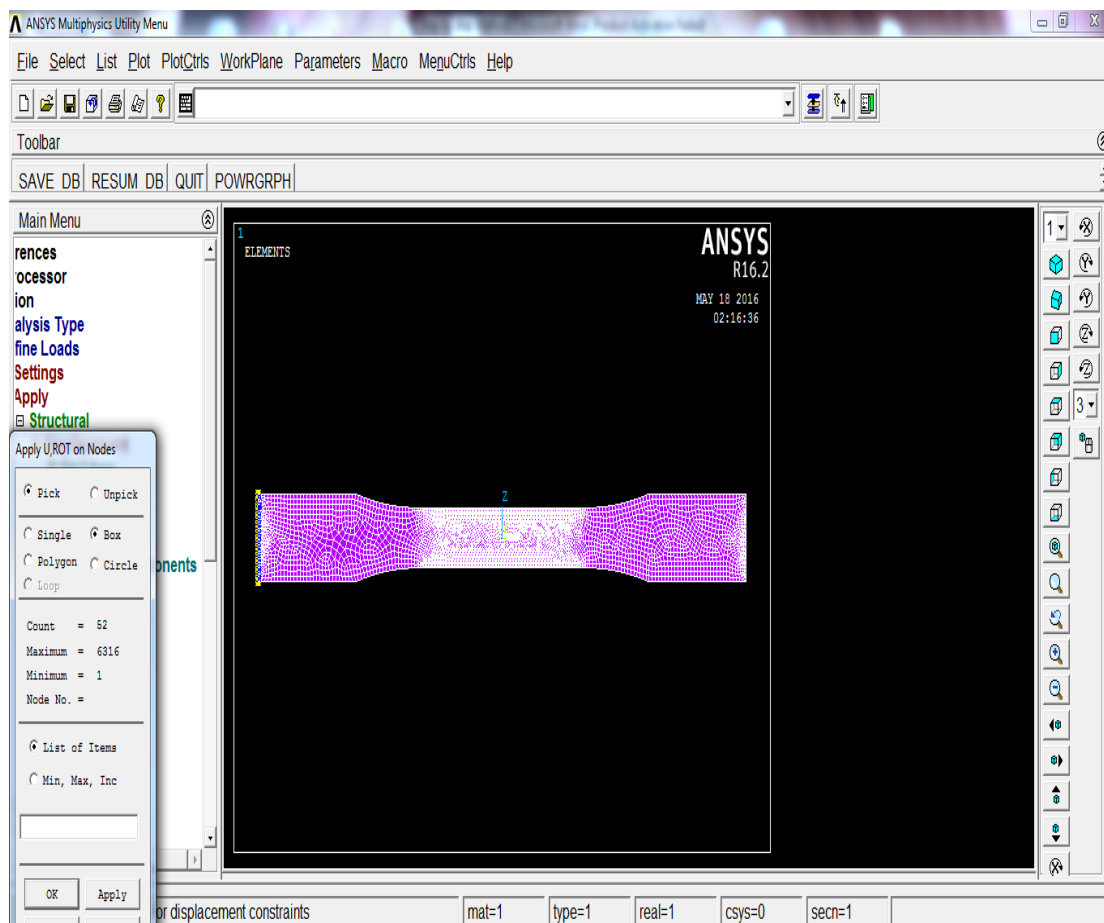 ANSYS Multiphysics Utility Menu
File Select List Plot PlotCtrls WorkPlane Parameters Macro MenuCtrls Help
Toolbar
SAVE_DB RESUM_DB QUIT POWRGRPH
Main Menu
rences
ocessor
ion
alysis Type
fine Loads
Settings
Apply
Structural
onents
Apply U,ROT on Nodes
Pick Unpick
Single Box
Polygon Circle
Loop
Count = 52
Maximum = 6316
Minimum = 1
Node No. =
List of Items
Min, Max, Inc
OK Apply
1
ELEMENTS
ANSYS
R16.2
MAY 18 2016
02:16:36
Z
1
X
Y
Y
Z
Z
3
X
or displacement constraints
mat=1 type=1 real=1 csys=0 secn=1